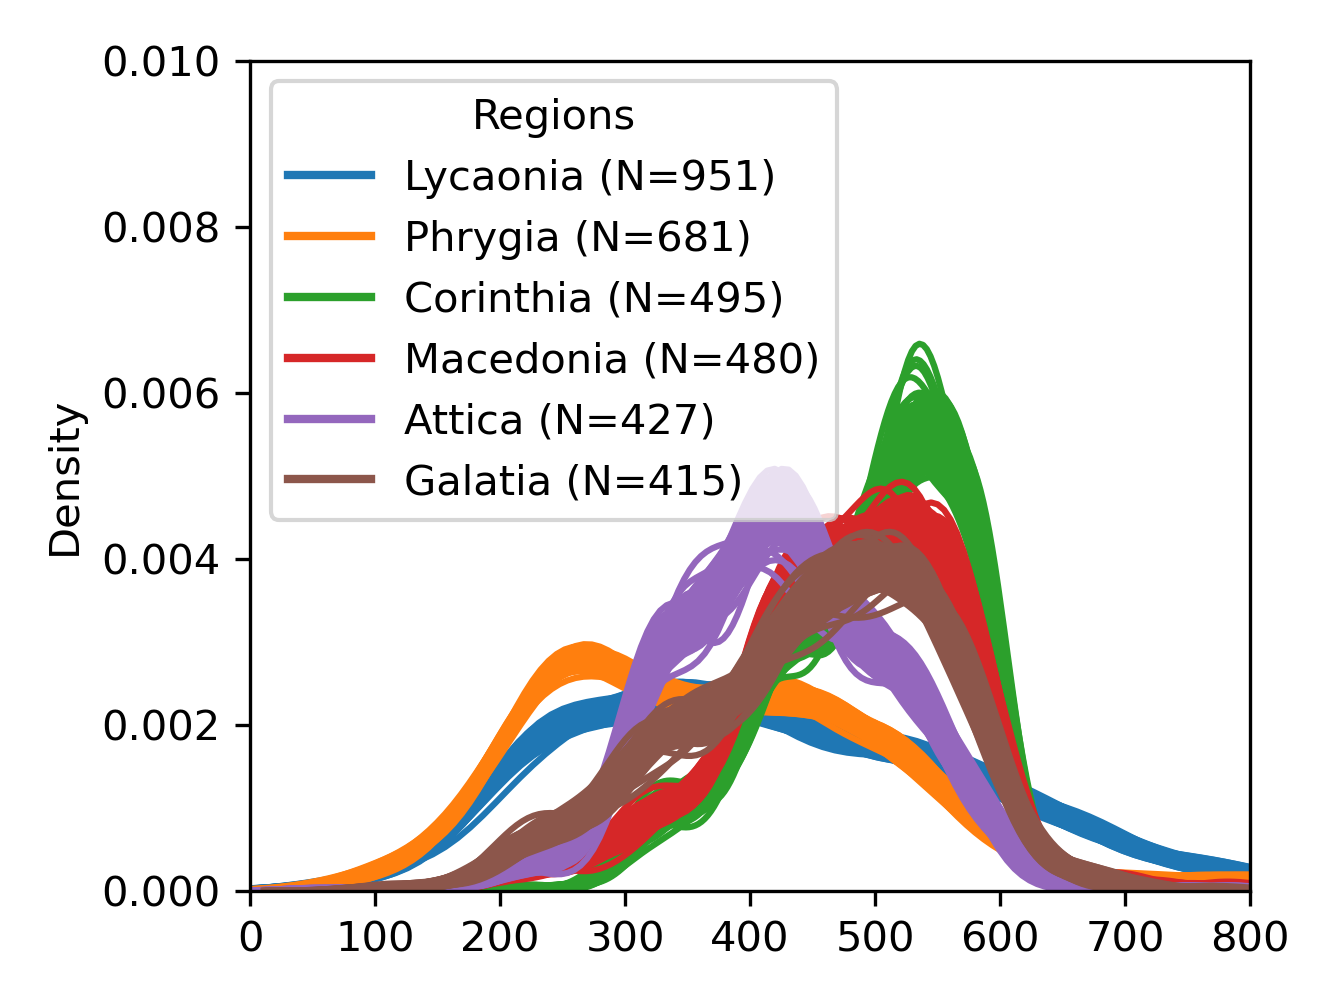 0.010
0.008
0.006
0.004
0.002
0.000
Density
Regions
Lycaonia (N=951)
Phrygia (N=681)
Corinthia (N=495)
Macedonia (N=480)
Attica (N=427)
Galatia (N=415)
0 100 200 300 400 500 600 700 800